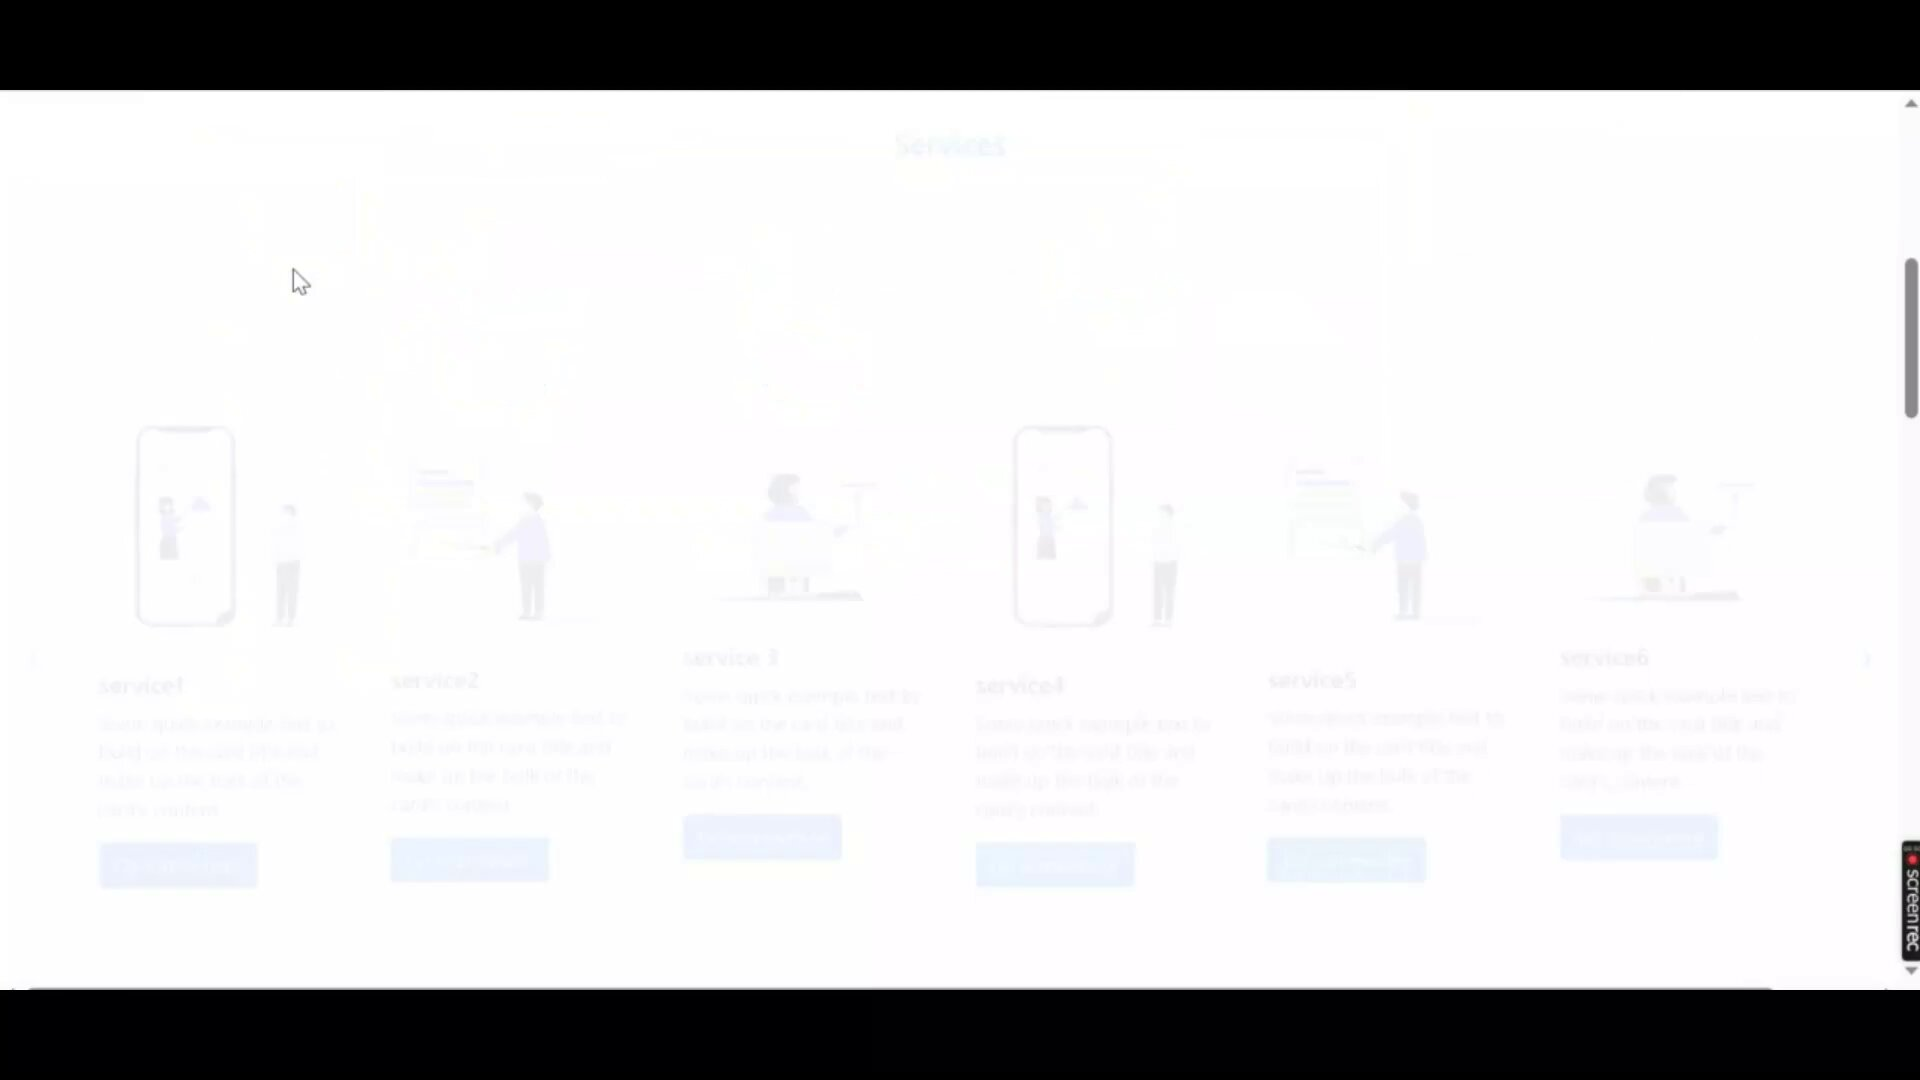 Services
service1
Some quick example text to
build on the card title and
make up the bulk of the
card's content.
service2
Some quick example text to
build on the card title and
make up the bulk of the
card's content.
service 3
Some quick example text to
build on the card title and
make up the bulk of the
card's content.
service4
Some quick example text to
build on the card title and
make up the bulk of the
card's content.
service5
Some quick example text to
build on the card title and
make up the bulk of the
card's content.
service6
Some quick example text to
build on the card title and
make up the bulk of the
card's content.
screenrec